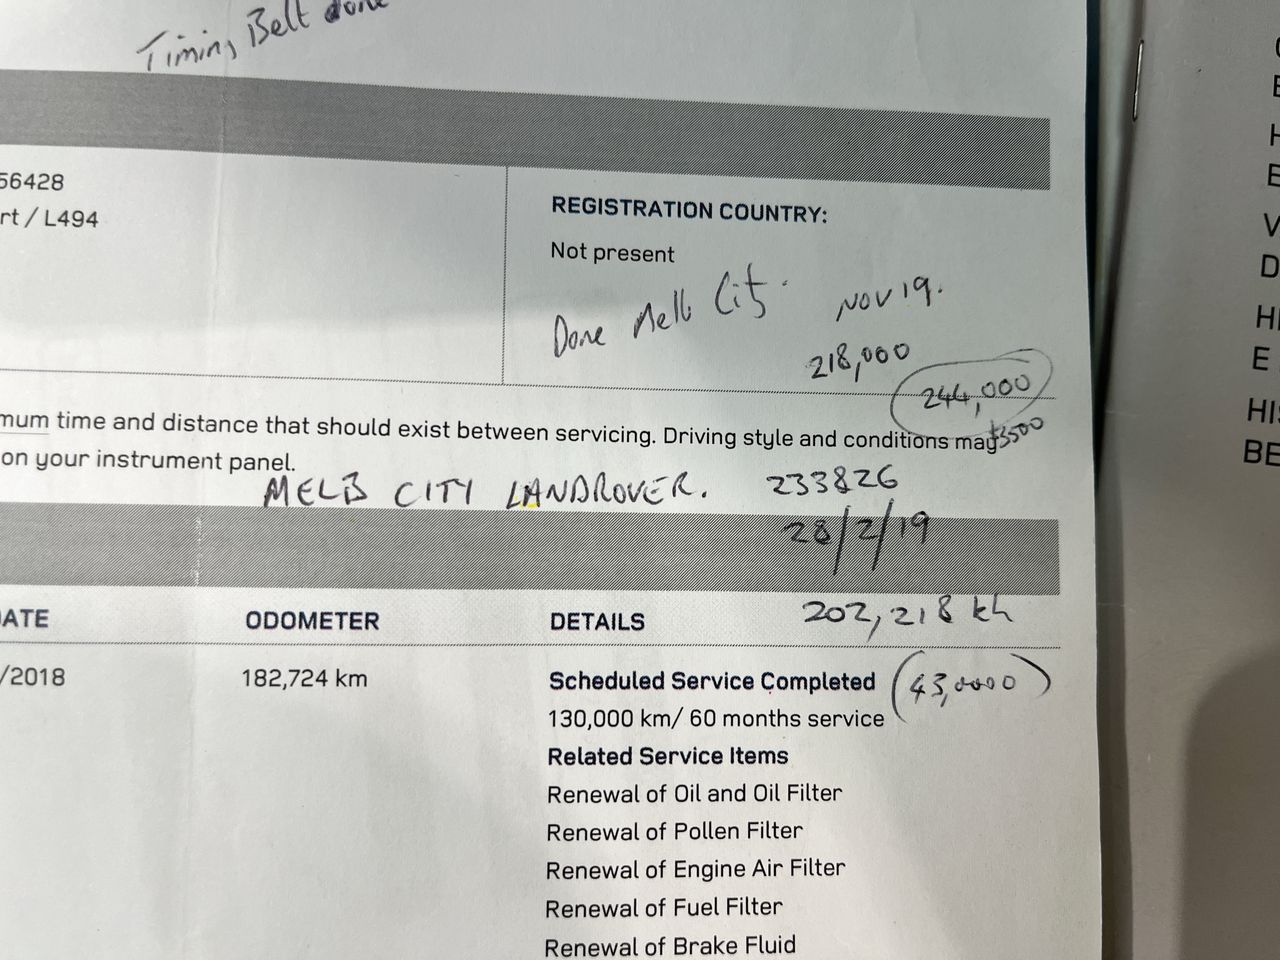 Timing Belt done
56428
rt / L494
REGISTRATION COUNTRY:
Not present
Done Melb City. Nov 19.
218,000
244,000
mum time and distance that should exist between servicing. Driving style and conditions may
on your instrument panel.
MELB CITY LANDROVER. 233826
28/2/19
202,218 kh
ATE ODOMETER DETAILS
/2018 182,724 km Scheduled Service Completed
130,000 km/ 60 months service
Related Service Items
Renewal of Oil and Oil Filter
Renewal of Pollen Filter
Renewal of Engine Air Filter
Renewal of Fuel Filter
Renewal of Brake Fluid
H
E
V
D
HI
E
HIS
BE